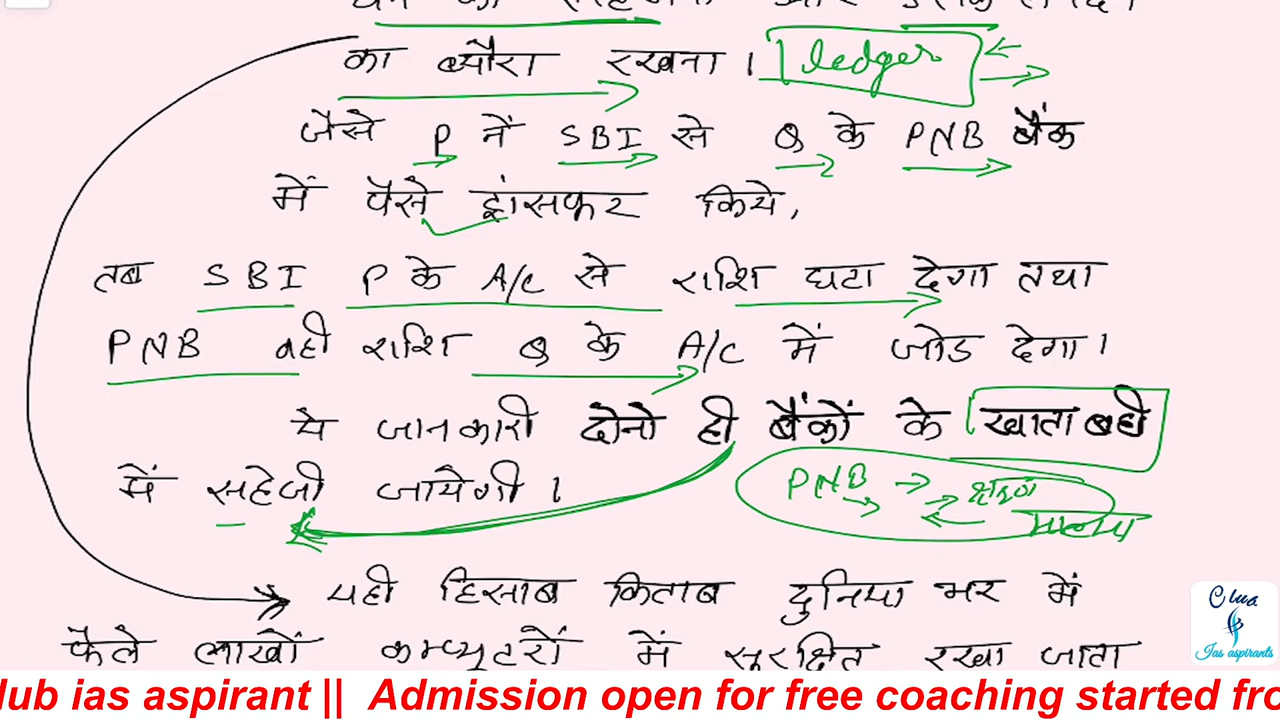 का ब्यौरा रखना। ledger
जैसे P ने SBI से Q के PNB बैंक
में पैसे ट्रांसफर किये,
तब SBI P के A/C से राशि घटा देगा तथा
PNB वही राशि Q के A/C में जोड देगा।
ये जानकारी दोनो ही बैंकों के खाता बही
में सहेजी जायेगी।
PNB
यही हिसाब किताब दुनिया भर में
फैले लाखों कम्प्यूटरों में सुरक्षित रखा जाता
Ias aspirants
lub ias aspirant || Admission open for free coaching started fro